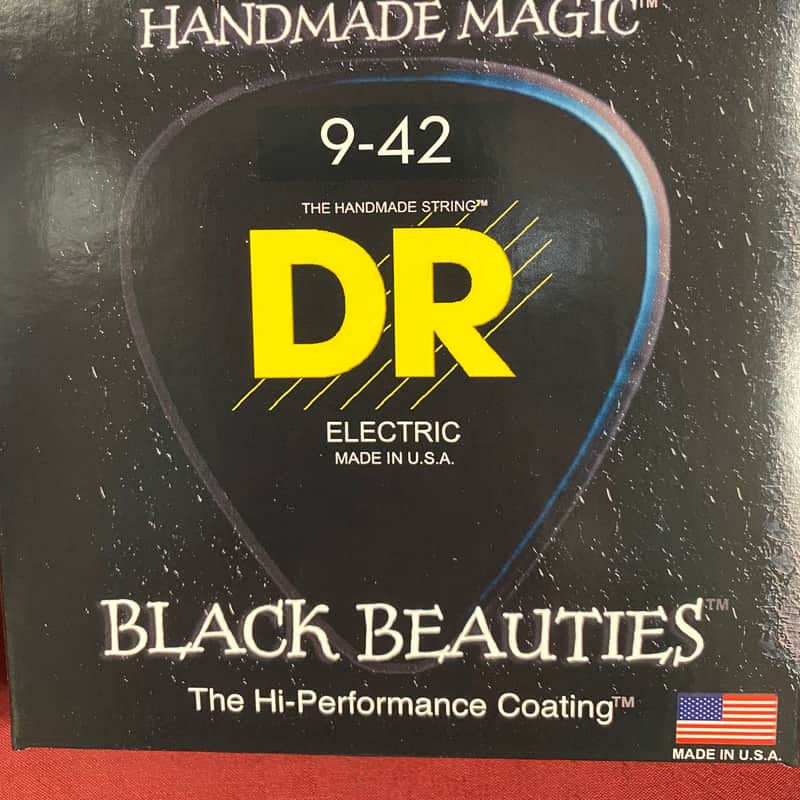 HANDMADE MAGIC™
9-42
THE HANDMADE STRING™
DR
ELECTRIC
MADE IN U.S.A.
BLACK BEAUTIES™
The Hi-Performance Coating™
MADE IN U.S.A.